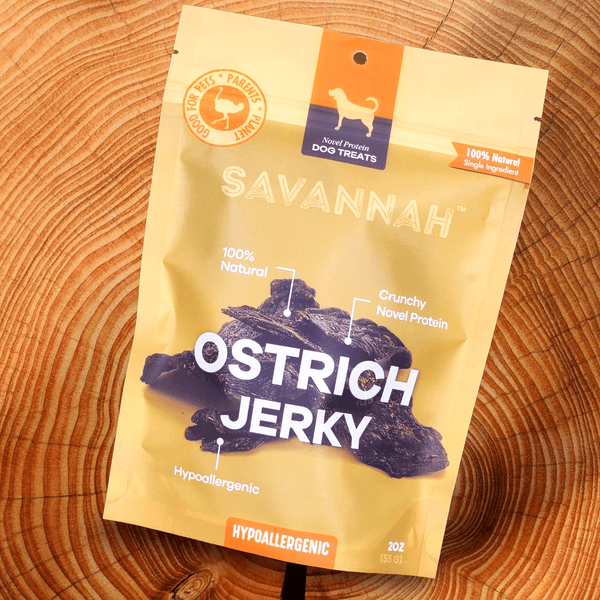 GOOD FOR PETS • PARENTS • PLANET
Novel Protein
DOG TREATS
100% Natural
Single Ingredient
SAVANNAH™
100%
Natural
Crunchy
Novel Protein
OSTRICH
JERKY
Hypoallergenic
HYPOALLERGENIC
2OZ
(55 G)